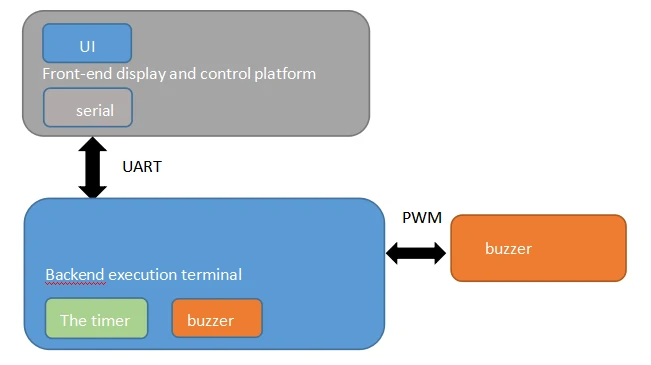 UI
Front-end display and control platform
serial
UART
PWM
buzzer
Backend execution terminal
The timer
buzzer